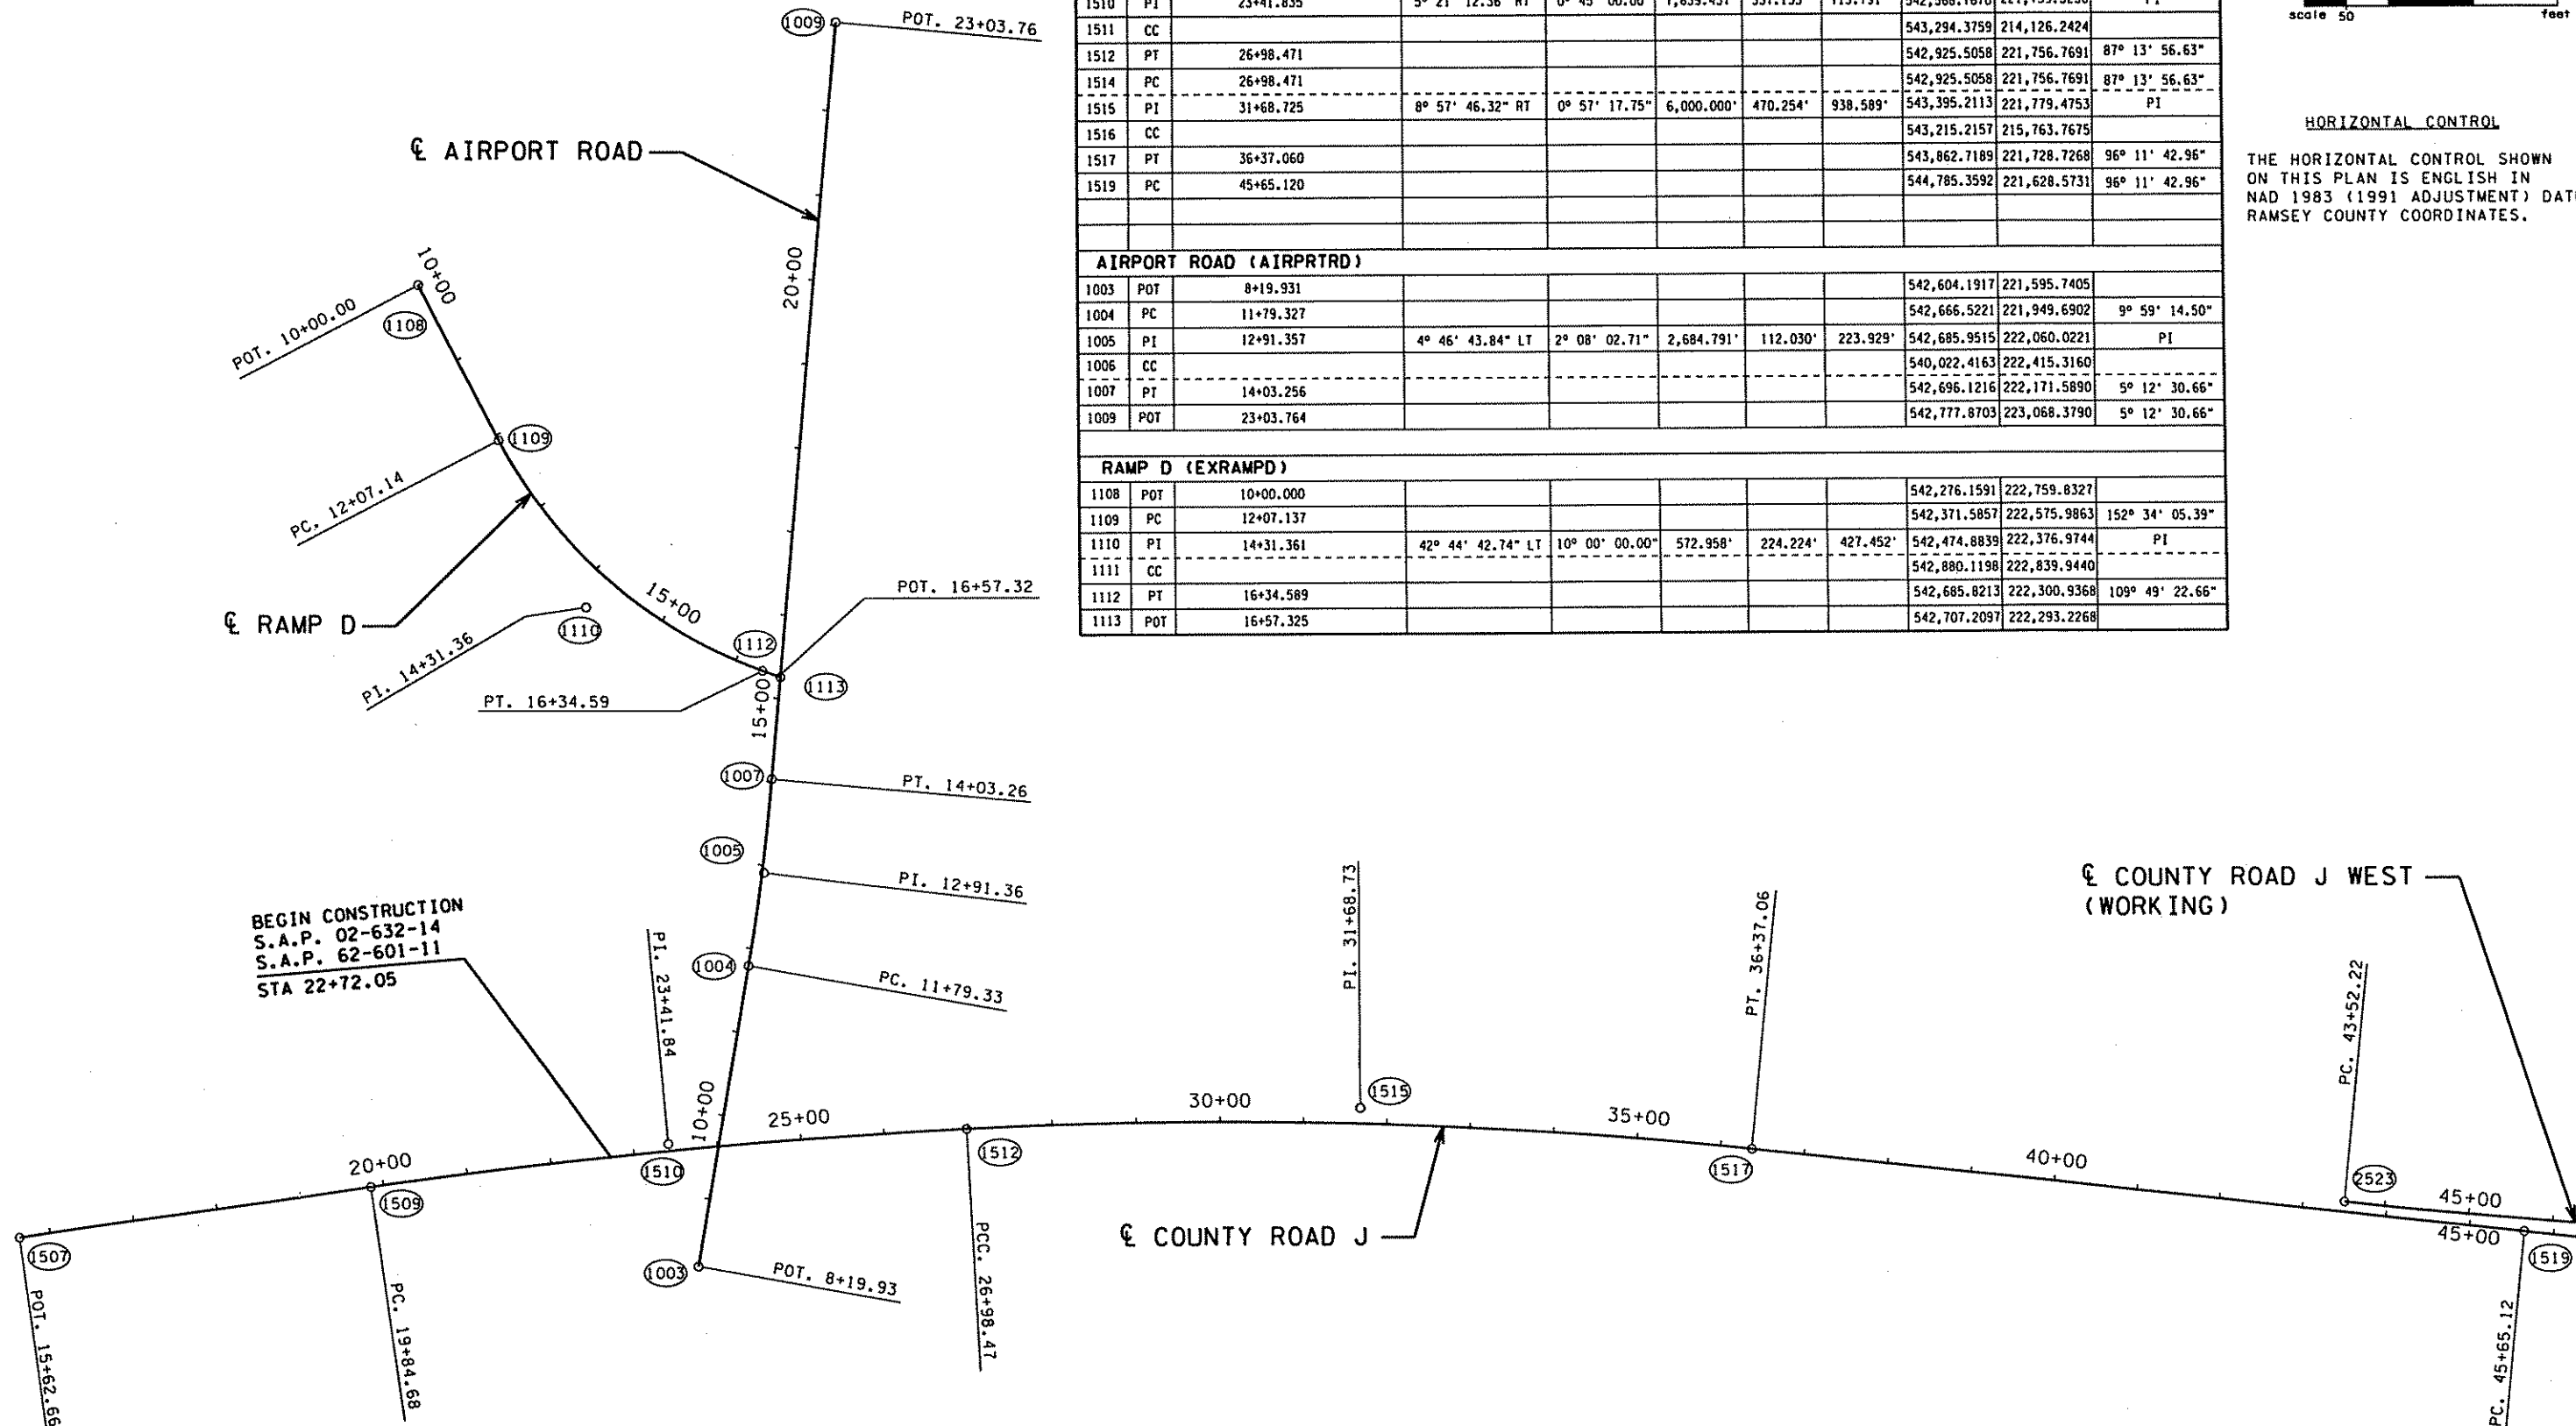 1510 PI 23+41.835 5° 21' 12.36" RT 0° 45' 00.00"
scale 50 feet
1511 CC 543,294.3759 214,126.2424
1512 PT 26+98.471 542,925.5058 221,756.7691 87° 13' 56.63"
1514 PC 26+98.471 542,925.5058 221,756.7691 87° 13' 56.63"
1515 PI 31+68.725 8° 57' 46.32" RT 0° 57' 17.75" 6,000.000' 470.254' 938.589' 543,395.2113 221,779.4753 PI
1516 CC 543,215.2157 215,763.7675
1517 PT 36+37.060 543,862.7189 221,728.7268 96° 11' 42.96"
1519 PC 45+65.120 544,785.3592 221,628.5731 96° 11' 42.96"
AIRPORT ROAD (AIRPRTRD)
1003 POT 8+19.931 542,604.1917 221,595.7405
1004 PC 11+79.327 542,666.5221 221,949.6902 9° 59' 14.50"
1005 PI 12+91.357 4° 46' 43.84" LT 2° 08' 02.71" 2,684.791' 112.030' 223.929' 542,685.9515 222,060.0221 PI
1006 CC 540,022.4163 222,415.3160
1007 PT 14+03.256 542,696.1216 222,171.5890 5° 12' 30.66"
1009 POT 23+03.764 542,777.8703 223,068.3790 5° 12' 30.66"
RAMP D (EXRAMPD)
1108 POT 10+00.000 542,276.1591 222,759.8327
1109 PC 12+07.137 542,371.5857 222,575.9863 152° 34' 05.39"
1110 PI 14+31.361 42° 44' 42.74" LT 10° 00' 00.00" 572.958' 224.224' 427.452' 542,474.8839 222,376.9744 PI
1111 CC 542,880.1198 222,839.9440
1112 PT 16+34.589 542,685.8213 222,300.9368 109° 49' 22.66"
1113 POT 16+57.325 542,707.2097 222,293.2268
HORIZONTAL CONTROL
THE HORIZONTAL CONTROL SHOWN
ON THIS PLAN IS ENGLISH IN
NAD 1983 (1991 ADJUSTMENT)
RAMSEY COUNTY COORDINATES.
1009
POT. 23+03.76
℄ AIRPORT ROAD
20+00
10+00
POT. 10+00.00
1108
1109
PC. 12+07.14
℄ RAMP D
15+00
PI. 14+31.36
1110
1112
POT. 16+57.32
1113
PT. 16+34.59
15+00
1007
PT. 14+03.26
1005
PI. 12+91.36
1004
PC. 11+79.33
10+00
1003
POT. 8+19.93
BEGIN CONSTRUCTION
S.A.P. 02-632-14
S.A.P. 62-601-11
STA 22+72.05
PI. 23+41.84
1510
1507
POT. 15+62.66
20+00
1509
PC. 19+84.68
25+00
1512
PCC. 26+98.47
30+00
PI. 31+68.73
1515
℄ COUNTY ROAD J
35+00
PT. 36+37.06
1517
40+00
℄ COUNTY ROAD J WEST
(WORKING)
PC. 43+52.22
2523
45+00
45+00
1519
PC. 45+65.12